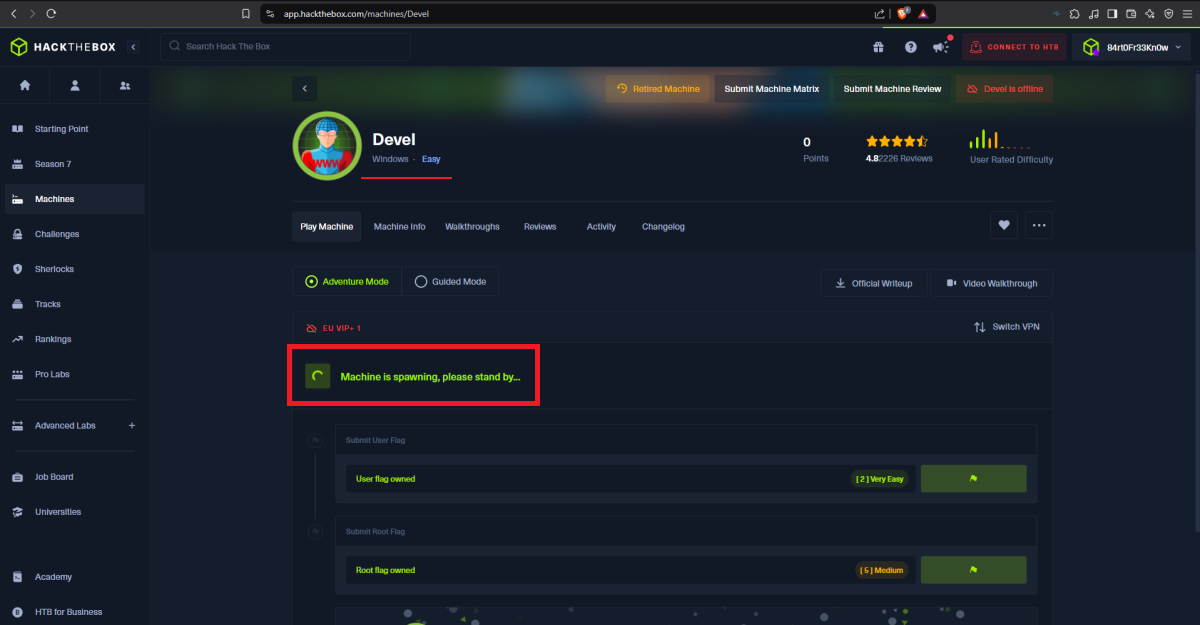 app.hackthebox.com/machines/Devel
HACKTHEBOX
Search Hack The Box
CONNECT TO HTB
84rt0Fr33Kn0w
Retired Machine
Submit Machine Matrix
Submit Machine Review
Devel is offline
Starting Point
Season 7
Machines
Challenges
Sherlocks
Tracks
Rankings
Pro Labs
Advanced Labs
Job Board
Universities
Academy
HTB for Business
WWW
Devel
Windows · Easy
0
Points
4.8 2226 Reviews
User Rated Difficulty
Play Machine
Machine Info
Walkthroughs
Reviews
Activity
Changelog
Adventure Mode
Guided Mode
Official Writeup
Video Walkthrough
EU VIP+ 1
Switch VPN
Machine is spawning, please stand by...
Submit User Flag
User flag owned
[ 2 ] Very Easy
Submit Root Flag
Root flag owned
[ 5 ] Medium